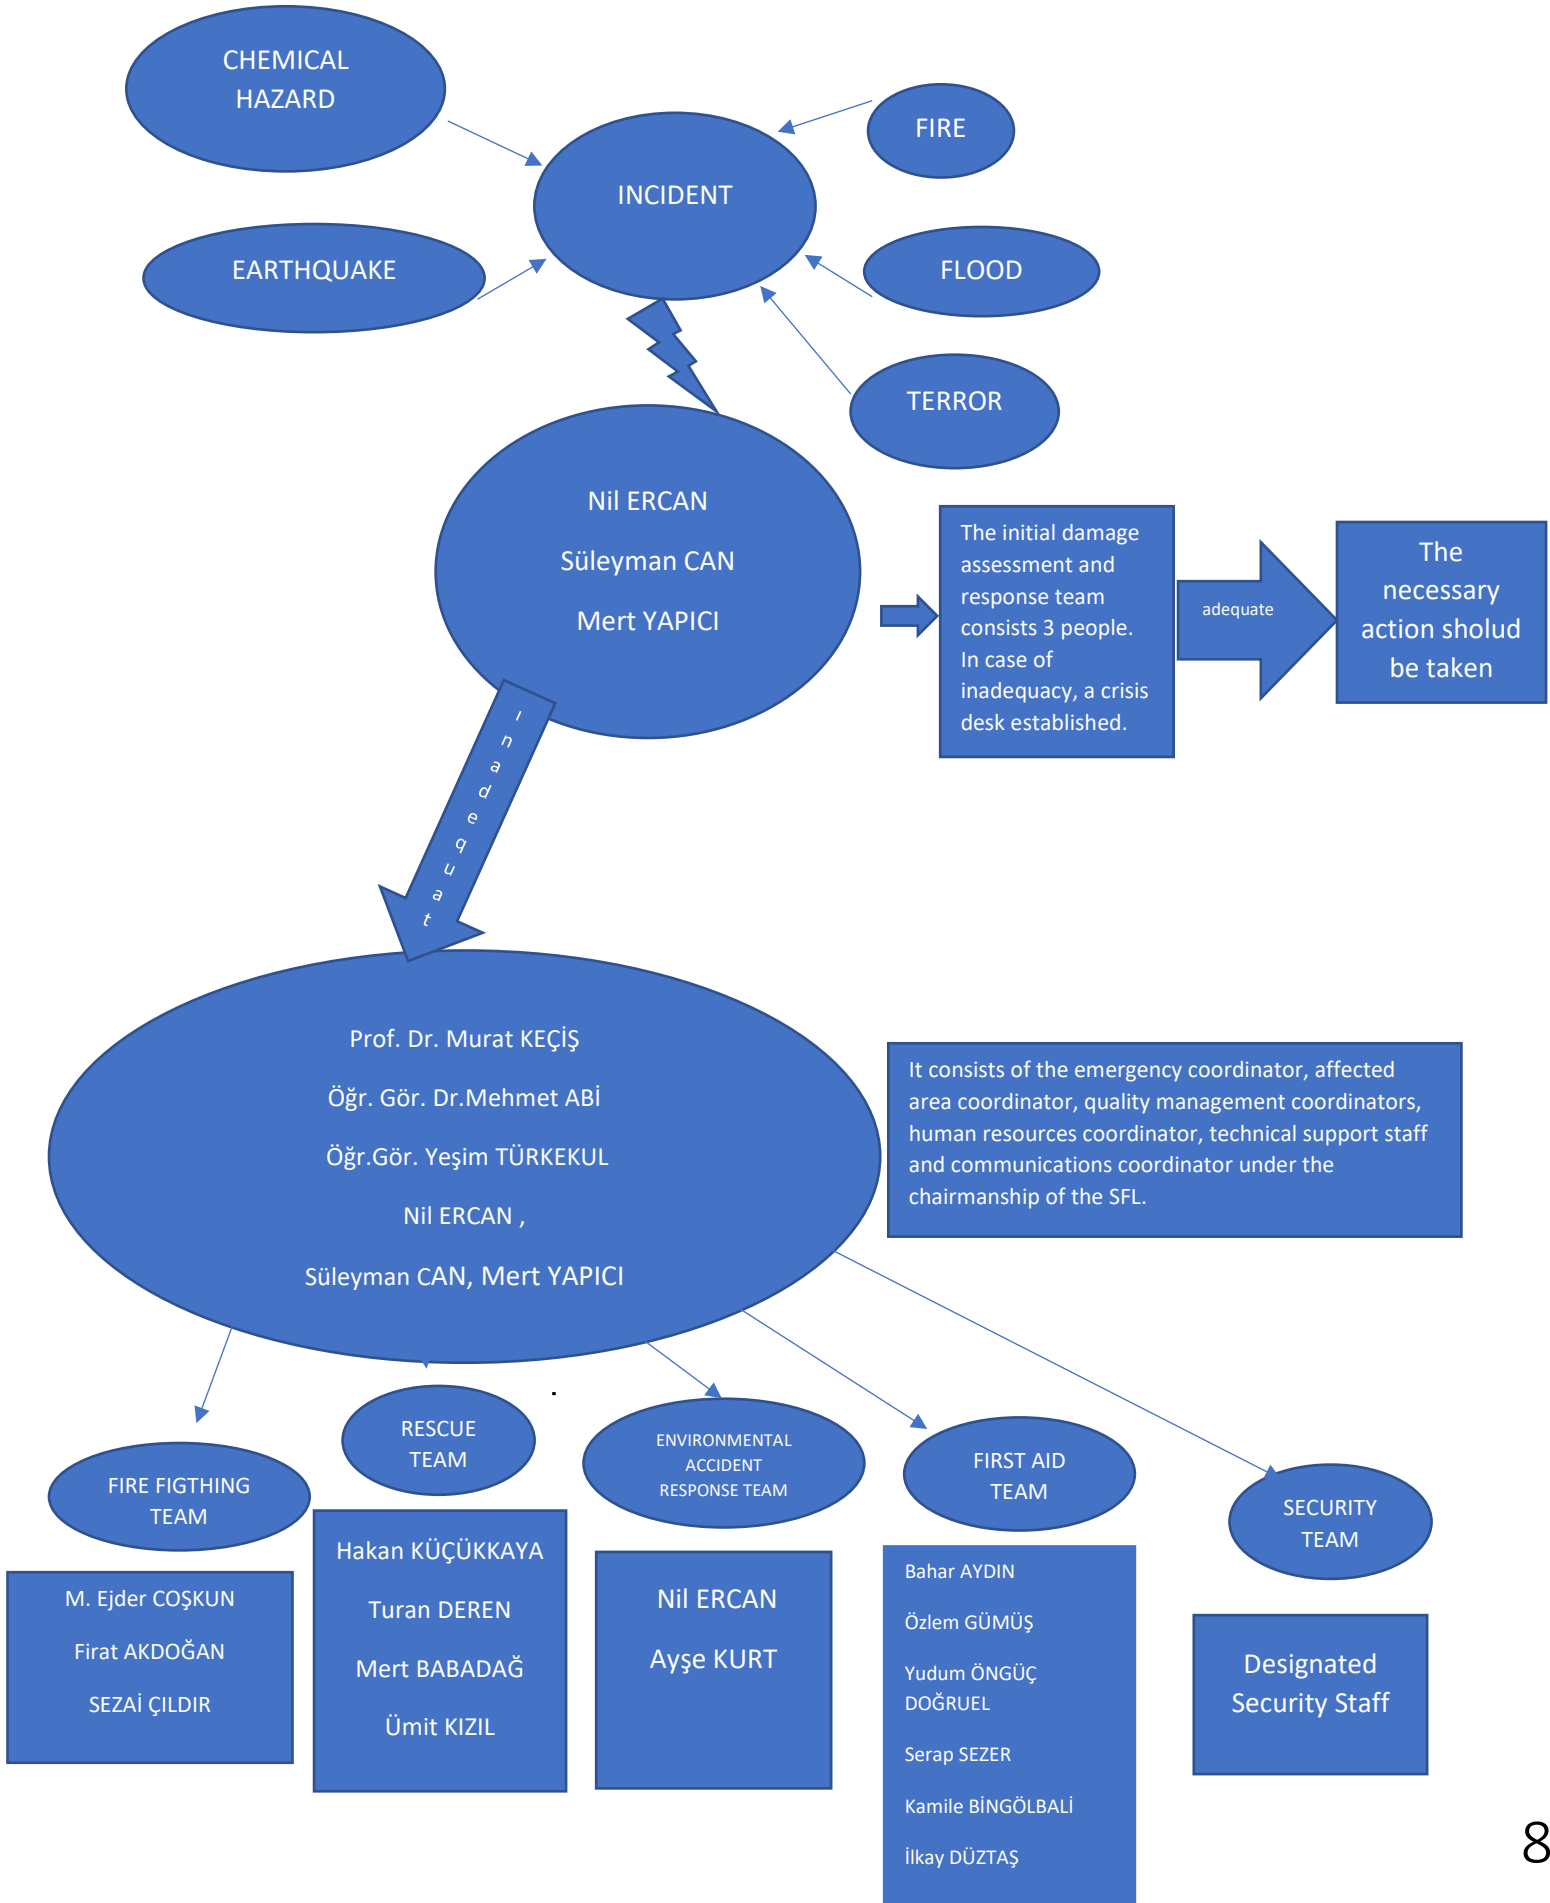 CHEMICAL
HAZARD
FIRE
INCIDENT
EARTHQUAKE
FLOOD
TERROR
Nil ERCAN
Süleyman CAN
Mert YAPICI
The initial damage
assessment and
response team
consists 3 people.
In case of
inadequacy, a crisis
desk established.
adequate
The
necessary
action sholud
be taken
ınadequat
Prof. Dr. Murat KEÇİŞ
Öğr. Gör. Dr.Mehmet ABİ
Öğr.Gör. Yeşim TÜRKEKUL
Nil ERCAN ,
Süleyman CAN, Mert YAPICI
It consists of the emergency coordinator, affected
area coordinator, quality management coordinators,
human resources coordinator, technical support staff
and communications coordinator under the
chairmanship of the SFL.
.
FIRE FIGTHING
TEAM
M. Ejder COŞKUN
Firat AKDOĞAN
SEZAİ ÇILDIR
RESCUE
TEAM
Hakan KÜÇÜKKAYA
Turan DEREN
Mert BABADAĞ
Ümit KIZIL
ENVIRONMENTAL
ACCIDENT
RESPONSE TEAM
Nil ERCAN
Ayşe KURT
FIRST AID
TEAM
Bahar AYDIN
Özlem GÜMÜŞ
Yudum ÖNGÜÇ
DOĞRUEL
Serap SEZER
Kamile BİNGÖLBALİ
İlkay DÜZTAŞ
SECURITY
TEAM
Designated
Security Staff
8